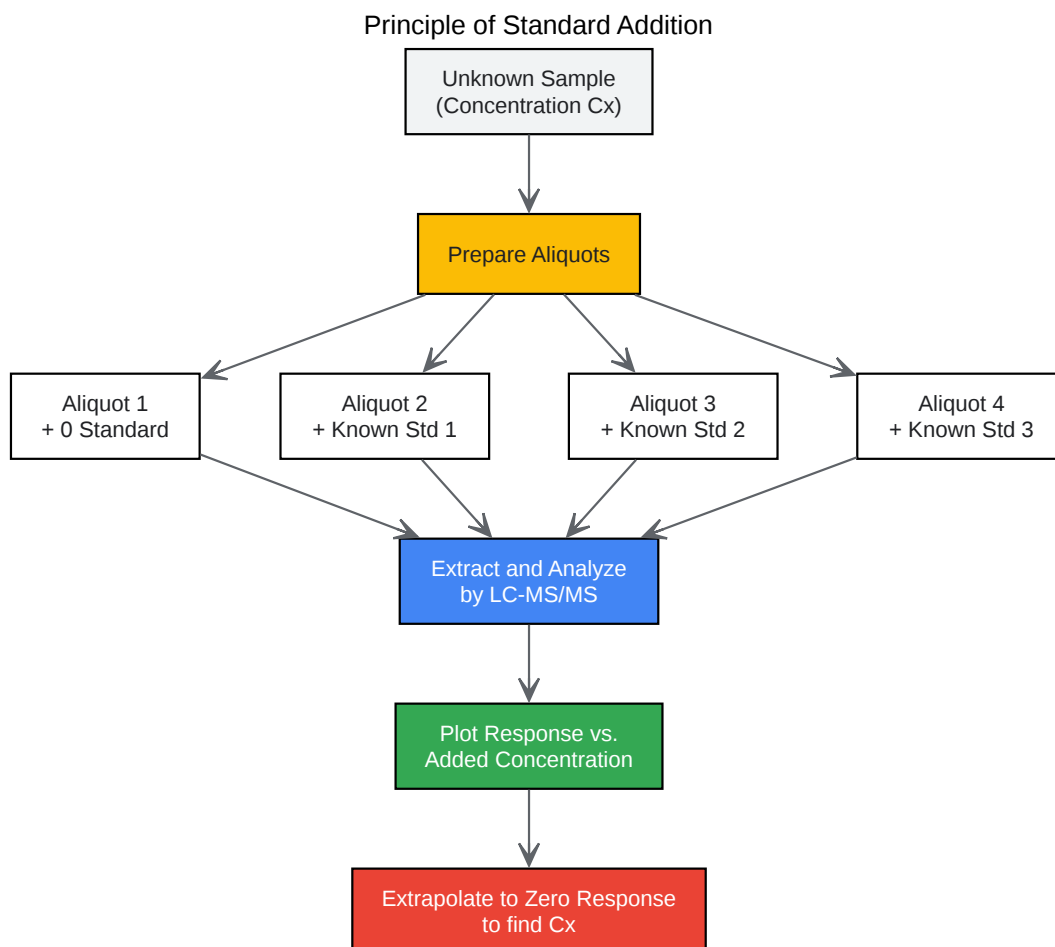 Principle of Standard Addition
Unknown Sample
(Concentration Cx)
Prepare Aliquots
Aliquot 1
+ 0 Standard
Aliquot 2
+ Known Std 1
Aliquot 3
+ Known Std 2
Aliquot 4
+ Known Std 3
Extract and Analyze
by LC-MS/MS
Plot Response vs.
Added Concentration
Extrapolate to Zero Response
to find Cx